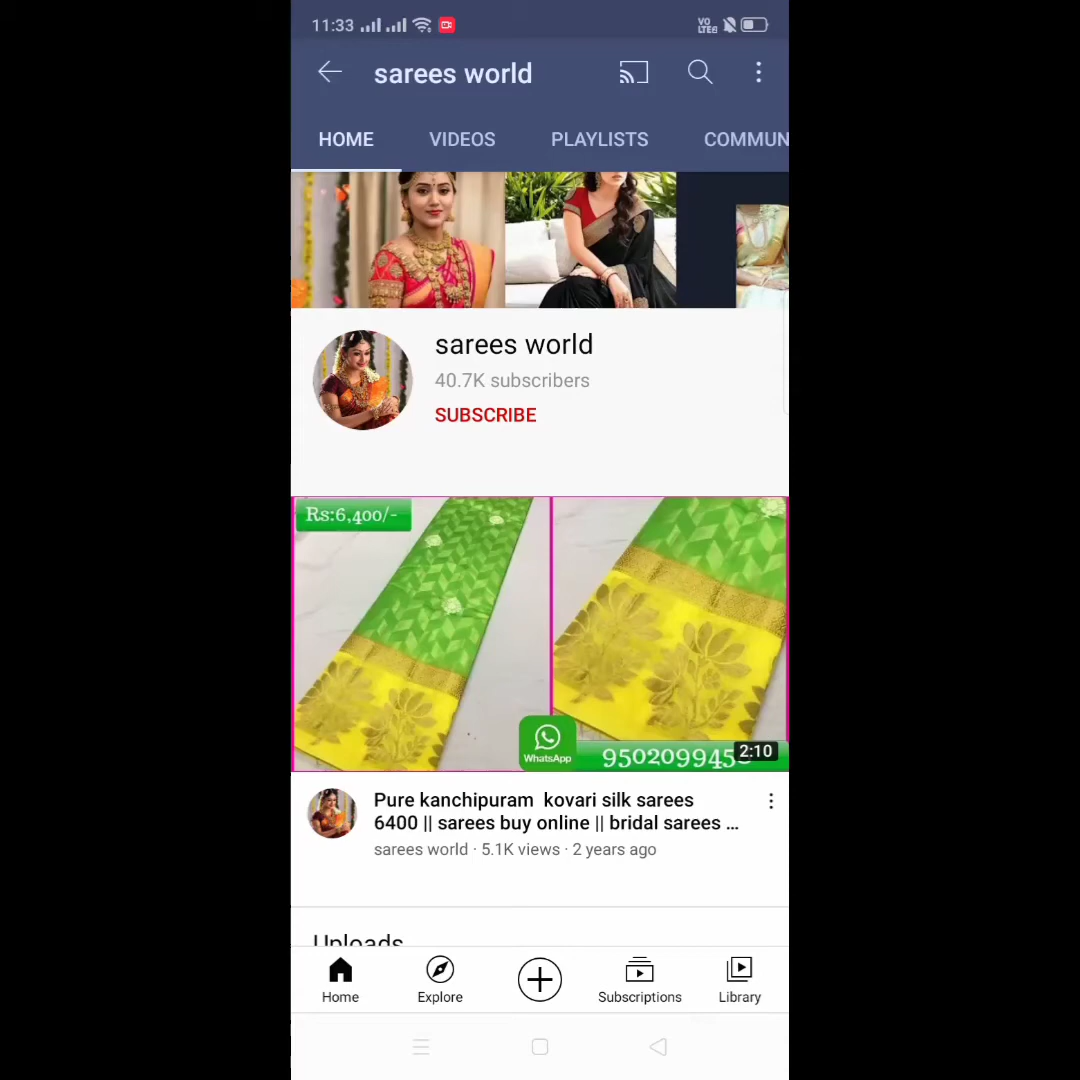 11:33
VO LTE
sarees world
HOME VIDEOS PLAYLISTS COMMUN
sarees world
40.7K subscribers
SUBSCRIBE
Rs:6,400/-
WhatsApp
2:10
Pure kanchipuram kovari silk sarees
6400 || sarees buy online || bridal sarees ...
sarees world · 5.1K views · 2 years ago
Uploads
Home Explore Subscriptions Library